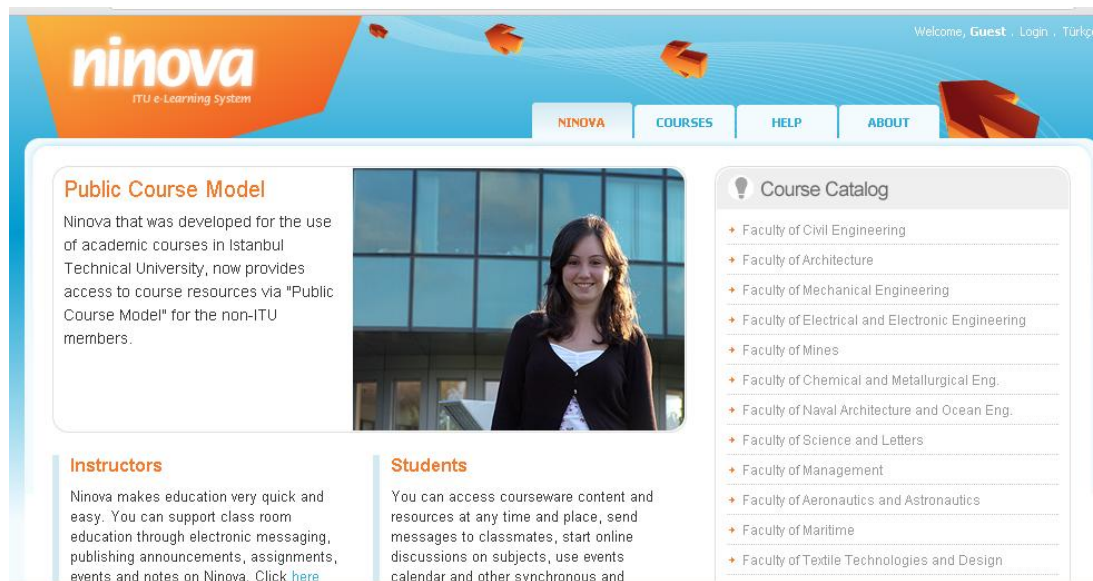 Welcome, Guest . Login . Türkç
ninova
ITU e-Learning System
NINOVA
COURSES
HELP
ABOUT
Public Course Model
Ninova that was developed for the use
of academic courses in Istanbul
Technical University, now provides
access to course resources via "Public
Course Model" for the non-ITU
members.
Instructors
Ninova makes education very quick and
easy. You can support class room
education through electronic messaging,
publishing announcements, assignments,
events and notes on Ninova. Click here
Students
You can access courseware content and
resources at any time and place, send
messages to classmates, start online
discussions on subjects, use events
calendar and other synchronous and
Course Catalog
Faculty of Civil Engineering
Faculty of Architecture
Faculty of Mechanical Engineering
Faculty of Electrical and Electronic Engineering
Faculty of Mines
Faculty of Chemical and Metallurgical Eng.
Faculty of Naval Architecture and Ocean Eng.
Faculty of Science and Letters
Faculty of Management
Faculty of Aeronautics and Astronautics
Faculty of Maritime
Faculty of Textile Technologies and Design